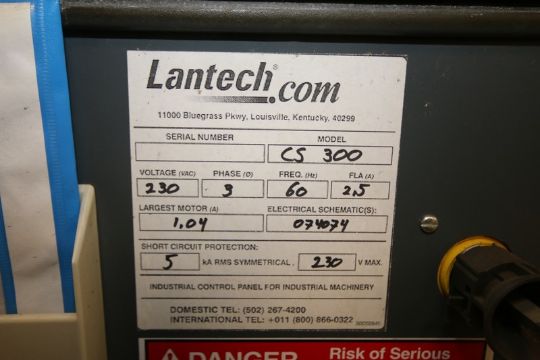 Lantech®.com
11000 Bluegrass Pkwy, Louisville, Kentucky, 40299
SERIAL NUMBER MODEL
CS 300
VOLTAGE (VAC) PHASE (Ø) FREQ. (Hz) FLA (A)
230 3 60 2.5
LARGEST MOTOR (A) ELECTRICAL SCHEMATIC(S):
1.04 074074
SHORT CIRCUIT PROTECTION:
5 kA RMS SYMMETRICAL, 230 V MAX.
INDUSTRIAL CONTROL PANEL FOR INDUSTRIAL MACHINERY
DOMESTIC TEL: (502) 267-4200
INTERNATIONAL TEL: +011 (800) 866-0322
DANGER Risk of Serious